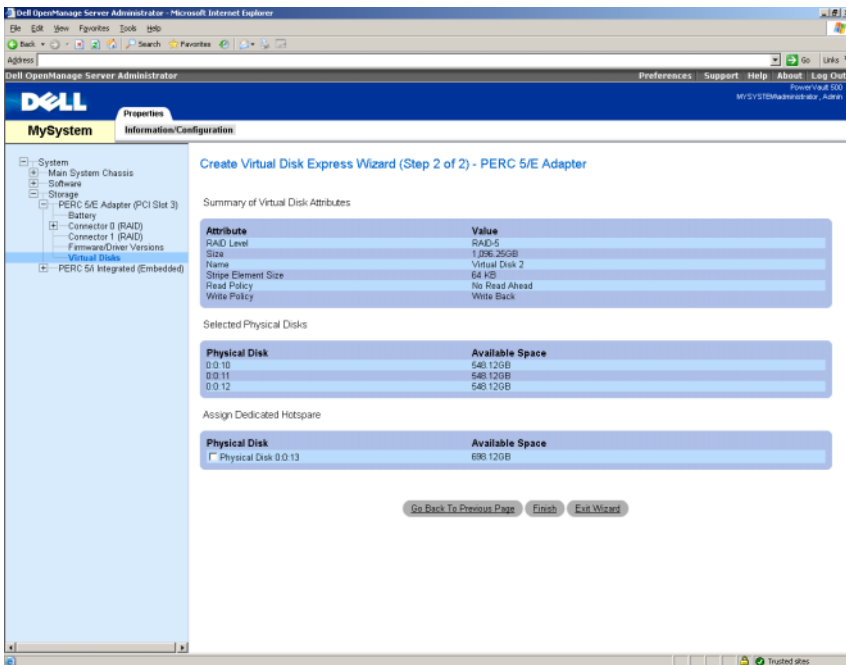 Dell OpenManage Server Administrator - Microsoft Internet Explorer
File Edit View Favorites Tools Help
Back Search Favorites
Address Go Links
Dell OpenManage Server Administrator Preferences Support Help About Log Out
PowerVault 500
MYSYSTEM\administrator, Admin
DELL
Properties
MySystem Information/Configuration
System
Main System Chassis
Software
Storage
PERC 5/E Adapter (PCI Slot 3)
Battery
Connector 0 (RAID)
Connector 1 (RAID)
Firmware/Driver Versions
Virtual Disks
PERC 5/i Integrated (Embedded)
Create Virtual Disk Express Wizard (Step 2 of 2) - PERC 5/E Adapter
Summary of Virtual Disk Attributes
Attribute Value
RAID Level RAID-5
Size 1,096.25GB
Name Virtual Disk 2
Stripe Element Size 64 KB
Read Policy No Read Ahead
Write Policy Write Back
Selected Physical Disks
Physical Disk Available Space
0:0:10 548.12GB
0:0:11 548.12GB
0:0:12 548.12GB
Assign Dedicated Hotspare
Physical Disk Available Space
Physical Disk 0:0:13 698.12GB
Go Back To Previous Page Finish Exit Wizard
Trusted sites